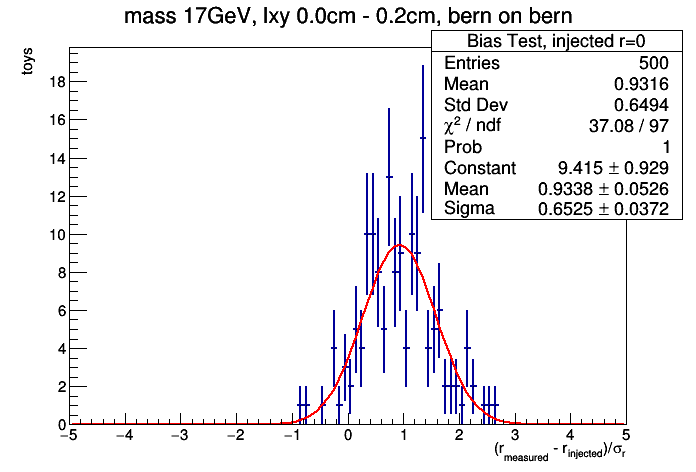 mass 17GeV, lxy 0.0cm - 0.2cm, bern on bern
toys
Bias Test, injected r=0
Entries 500
Mean 0.9316
Std Dev 0.6494
χ² / ndf 37.08 / 97
Prob 1
Constant 9.415 ± 0.929
Mean 0.9338 ± 0.0526
Sigma 0.6525 ± 0.0372
18
16
14
12
10
8
6
4
2
0
−5 −4 −3 −2 −1 0 1 2 3 4 5
(r_measured - r_injected)/σ_r